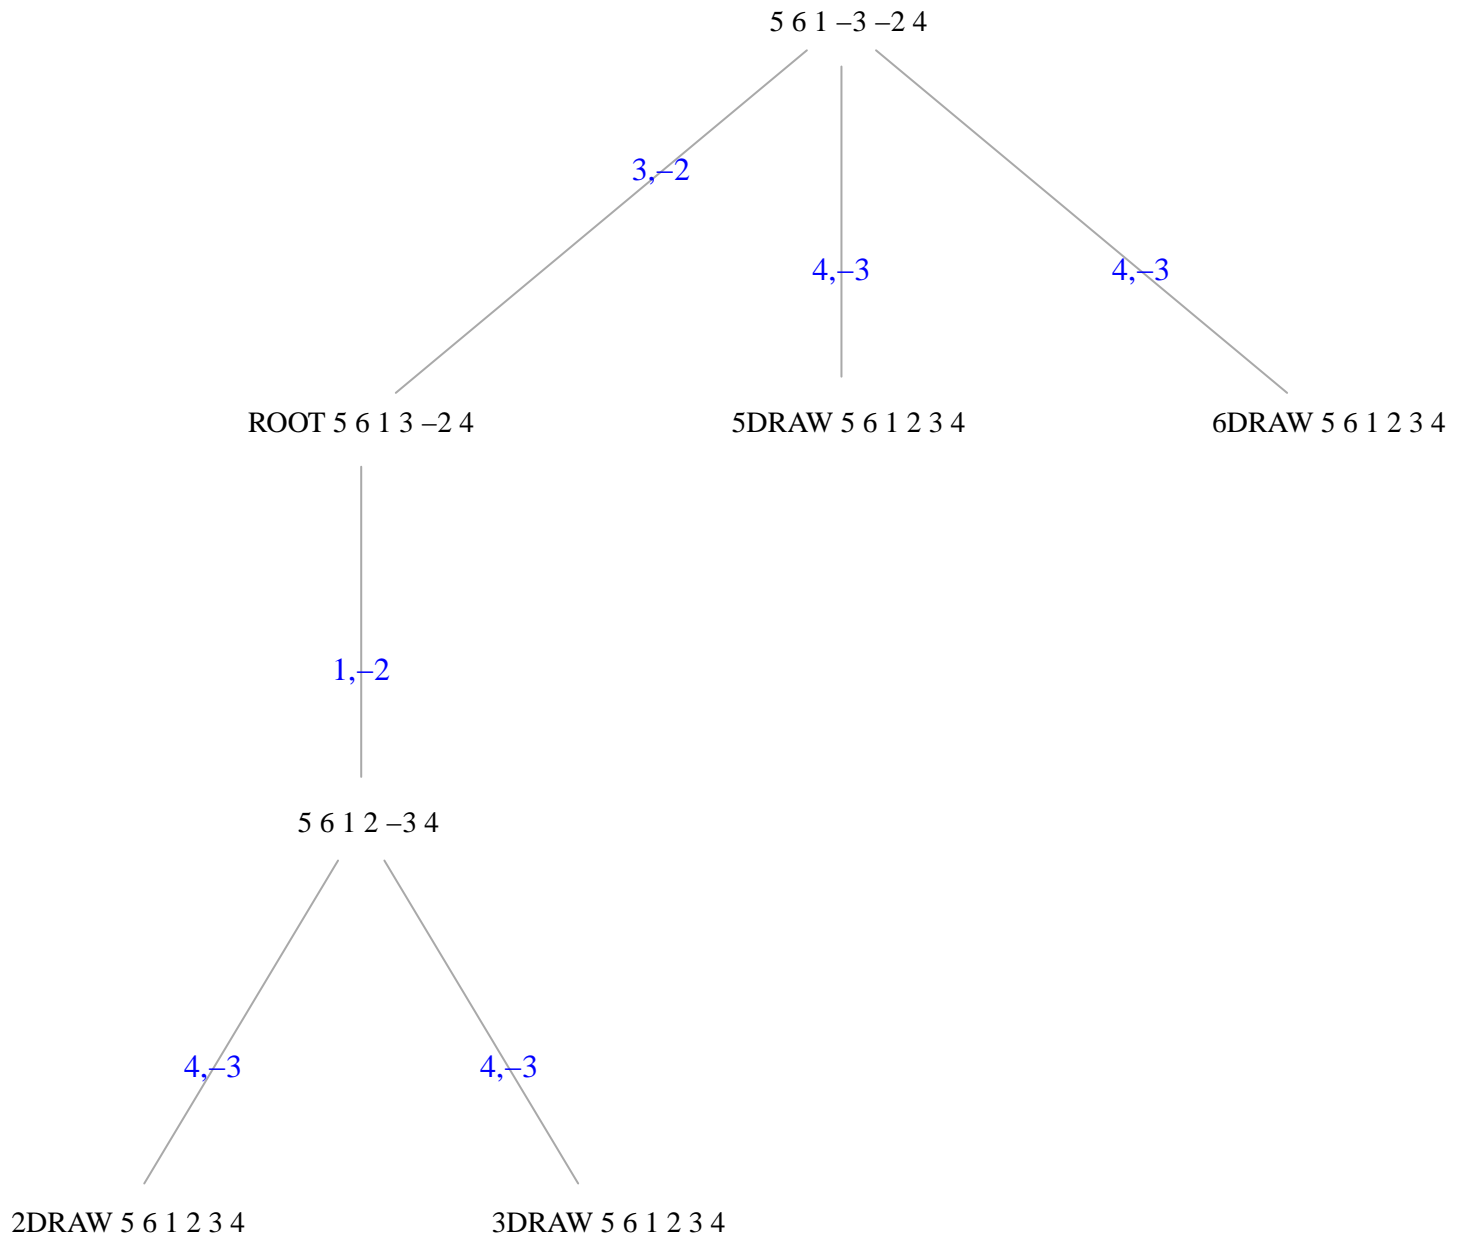 5 6 1 –3 –2 4
3,–2
4,–3
4,–3
ROOT 5 6 1 3 –2 4
5DRAW 5 6 1 2 3 4
6DRAW 5 6 1 2 3 4
1,–2
5 6 1 2 –3 4
4,–3
4,–3
2DRAW 5 6 1 2 3 4
3DRAW 5 6 1 2 3 4